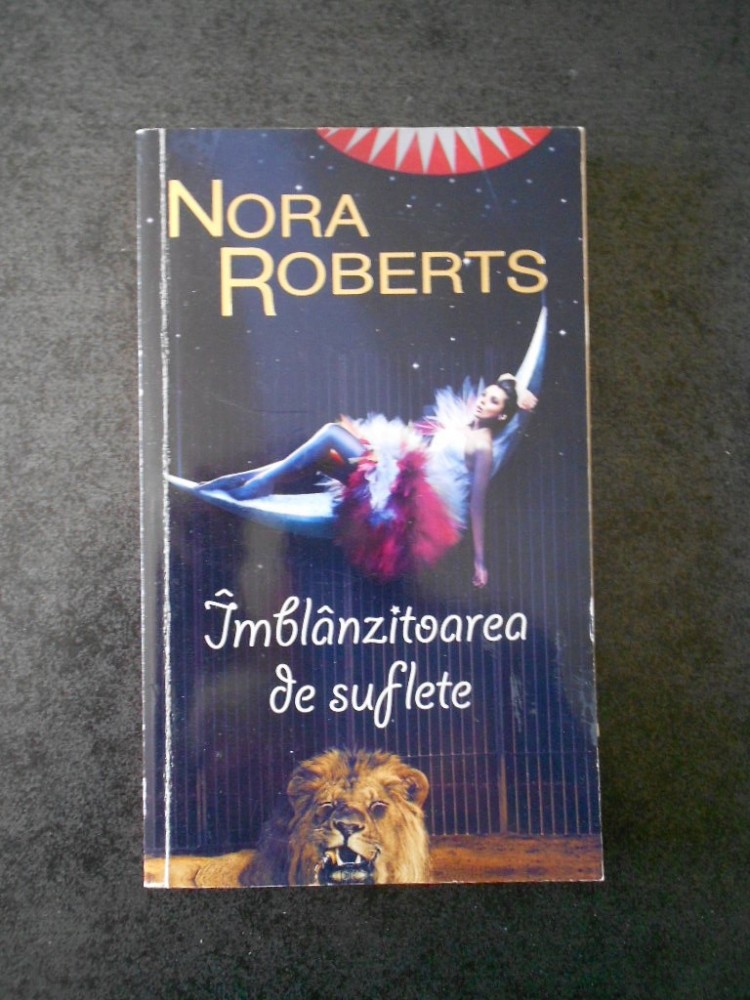 NORA
ROBERTS
Îmblânzitoarea
de suflete